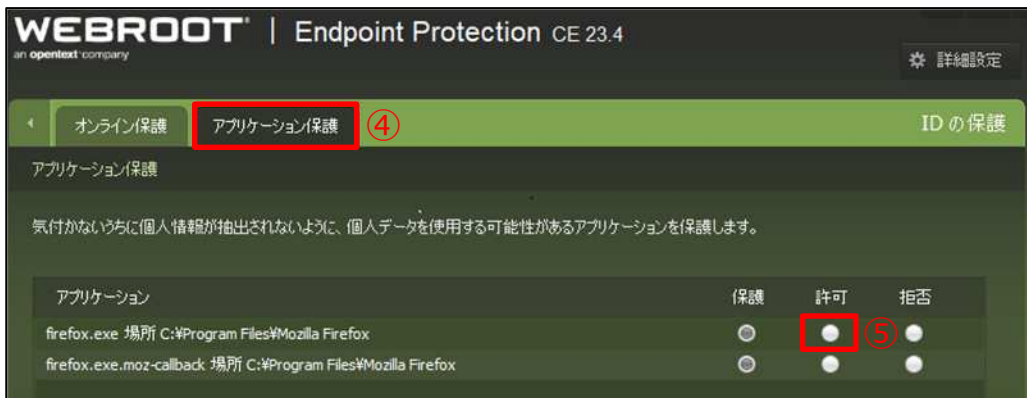 WEBROOT | Endpoint Protection CE 23.4
an opentext company
詳細設定
オンライン保護 アプリケーション保護 ④ ID の保護
アプリケーション保護
気付かないうちに個人情報が抽出されないように、個人データを使用する可能性があるアプリケーションを保護します。
アプリケーション 保護 許可 拒否
firefox.exe 場所 C:¥Program Files¥Mozilla Firefox ⑤
firefox.exe.moz-callback 場所 C:¥Program Files¥Mozilla Firefox